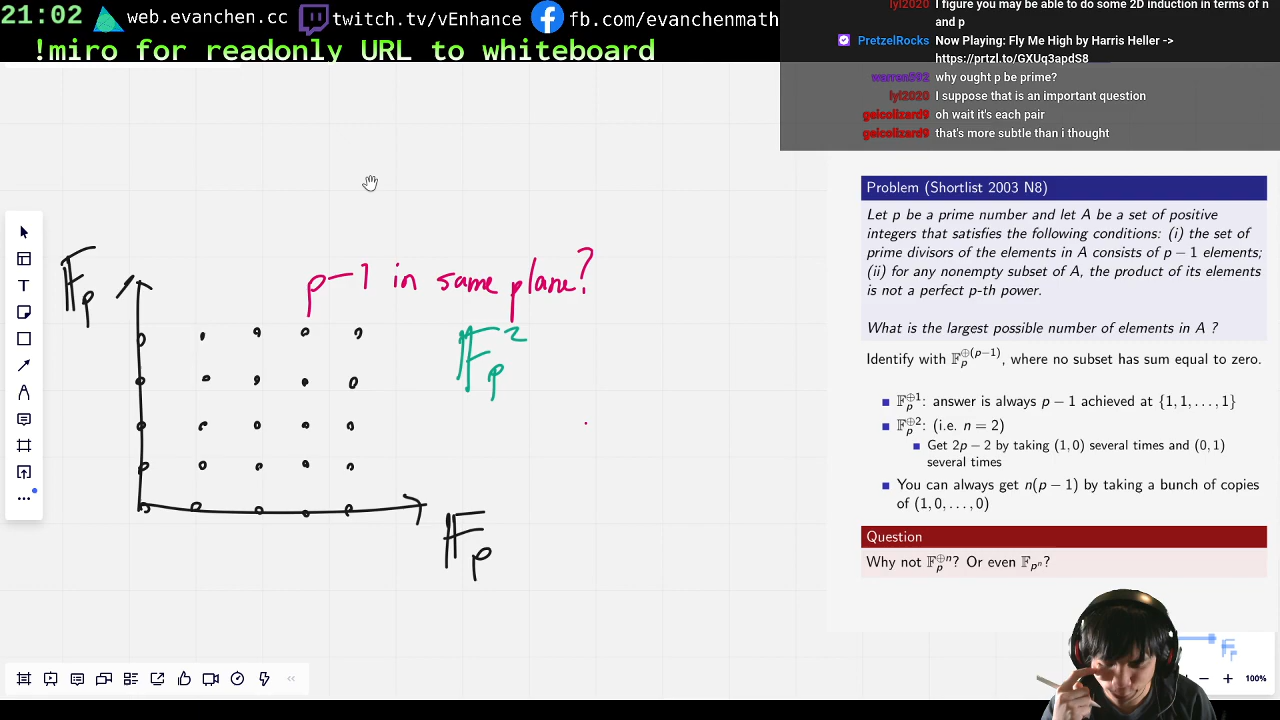 21:02 web.evanchen.cc twitch.tv/vEnhance fb.com/evanchenmath
!miro for readonly URL to whiteboard
lyl2020 I figure you may be able to do some 2D induction in terms of n
and p
PretzelRocks Now Playing: Fly Me High by Harris Heller ->
https://prtzl.to/GXUq3apdS8
warren592 why ought p be prime?
lyl2020 I suppose that is an important question
geicolizard9 oh wait it's each pair
geicolizard9 that's more subtle than i thought
𝔽p
p-1 in same plane?
𝔽p²
𝔽p
Problem (Shortlist 2003 N8)
Let p be a prime number and let A be a set of positive
integers that satisfies the following conditions: (i) the set of
prime divisors of the elements in A consists of p − 1 elements;
(ii) for any nonempty subset of A, the product of its elements
is not a perfect p-th power.
What is the largest possible number of elements in A ?
Identify with 𝔽p⊕(p−1), where no subset has sum equal to zero.
𝔽p⊕1: answer is always p − 1 achieved at {1, 1, . . . , 1}
𝔽p⊕2: (i.e. n = 2)
Get 2p − 2 by taking (1, 0) several times and (0, 1)
several times
You can always get n(p − 1) by taking a bunch of copies
of (1, 0, . . . , 0)
Question
Why not 𝔽p⊕n? Or even 𝔽pⁿ?
𝔽p
100%